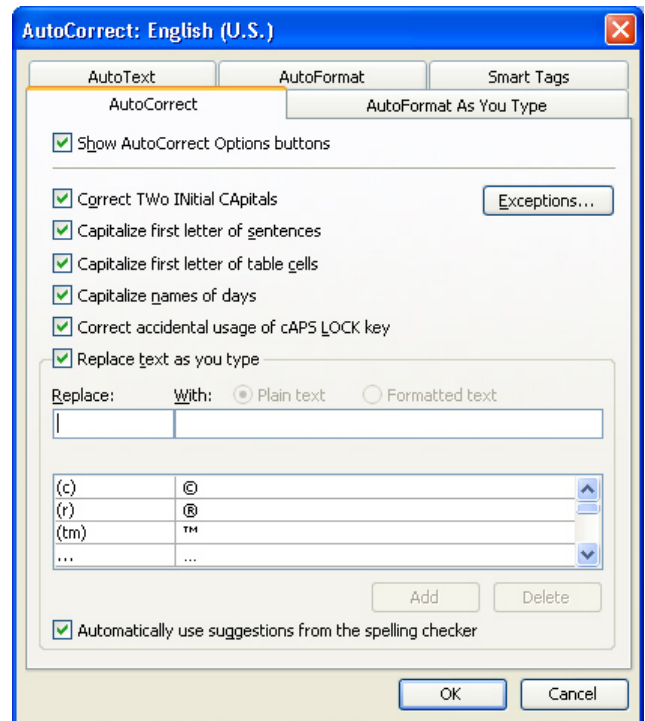 AutoCorrect: English (U.S.)
AutoText AutoFormat Smart Tags
AutoCorrect AutoFormat As You Type
Show AutoCorrect Options buttons
Correct TWo INitial CApitals Exceptions...
Capitalize first letter of sentences
Capitalize first letter of table cells
Capitalize names of days
Correct accidental usage of cAPS LOCK key
Replace text as you type
Replace: With: Plain text Formatted text
(c) ©
(r) ®
(tm) ™
... …
Add Delete
Automatically use suggestions from the spelling checker
OK Cancel